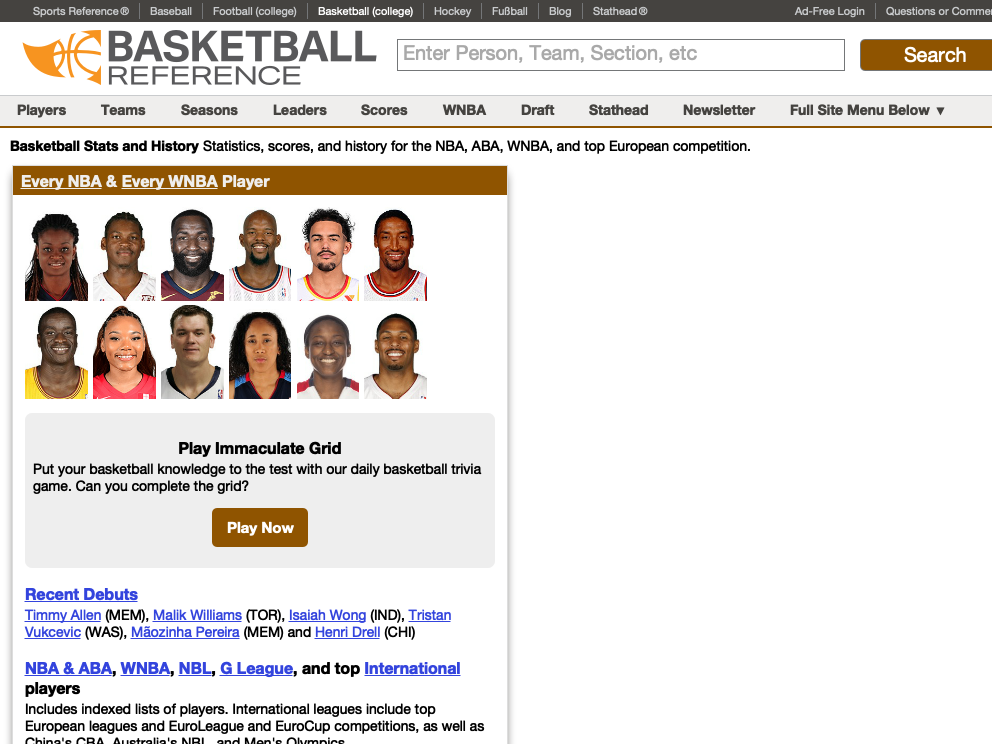 Sports Reference® Baseball Football (college) Basketball (college) Hockey Fußball Blog Stathead® Ad-Free Login Questions or
BASKETBALL
REFERENCE
Enter Person, Team, Section, etc
Search
Players Teams Seasons Leaders Scores WNBA Draft Stathead Newsletter Full Site Menu Below ▼
Basketball Stats and History Statistics, scores, and history for the NBA, ABA, WNBA, and top European competition.
Every NBA & Every WNBA Player
Play Immaculate Grid
Put your basketball knowledge to the test with our daily basketball trivia
game. Can you complete the grid?
Play Now
Recent Debuts
Timmy Allen (MEM), Malik Williams (TOR), Isaiah Wong (IND), Tristan
Vukcevic (WAS), Mãozinha Pereira (MEM) and Henri Drell (CHI)
NBA & ABA, WNBA, NBL, G League, and top International
players
Includes indexed lists of players. International leagues include top
European leagues and EuroLeague and EuroCup competitions, as well as
China's CBA, Australia's NBL, and Men's Olympics.